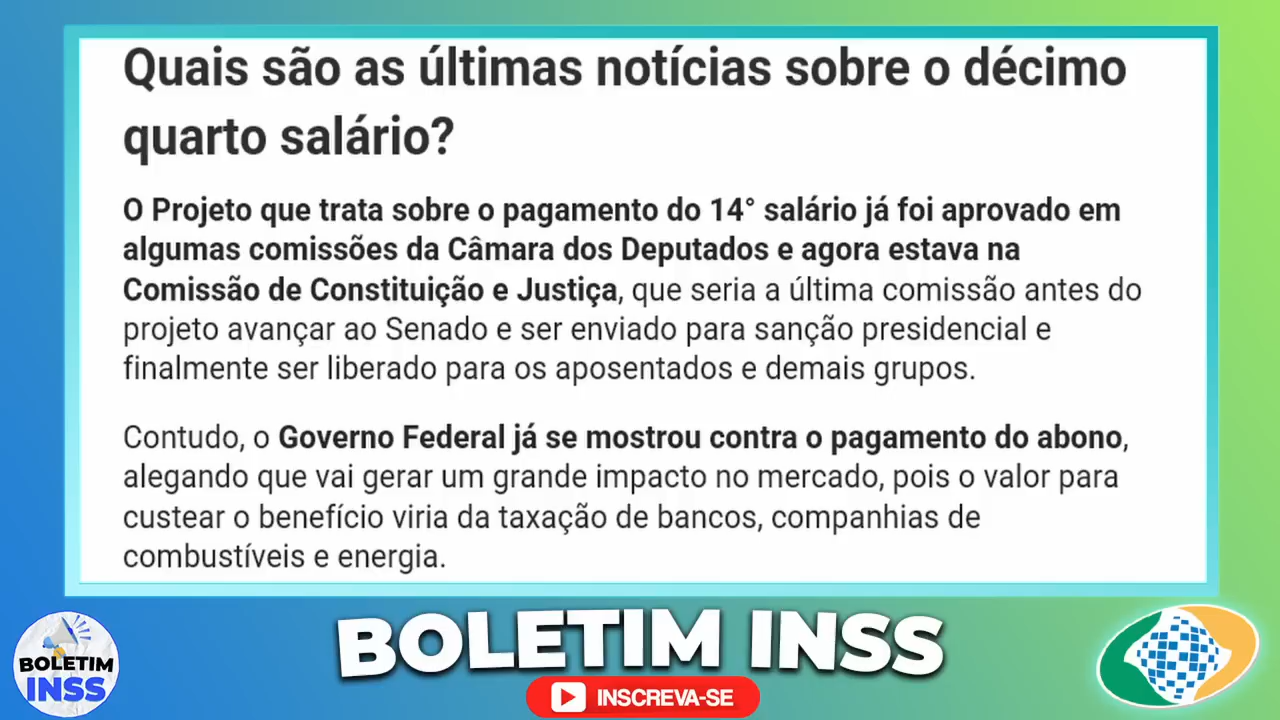 Quais são as últimas notícias sobre o décimo
quarto salário?
O Projeto que trata sobre o pagamento do 14° salário já foi aprovado em
algumas comissões da Câmara dos Deputados e agora estava na
Comissão de Constituição e Justiça, que seria a última comissão antes do
projeto avançar ao Senado e ser enviado para sanção presidencial e
finalmente ser liberado para os aposentados e demais grupos.
Contudo, o Governo Federal já se mostrou contra o pagamento do abono,
alegando que vai gerar um grande impacto no mercado, pois o valor para
custear o benefício viria da taxação de bancos, companhias de
combustíveis e energia.
BOLETIM INSS
INSCREVA-SE
BOLETIM
INSS